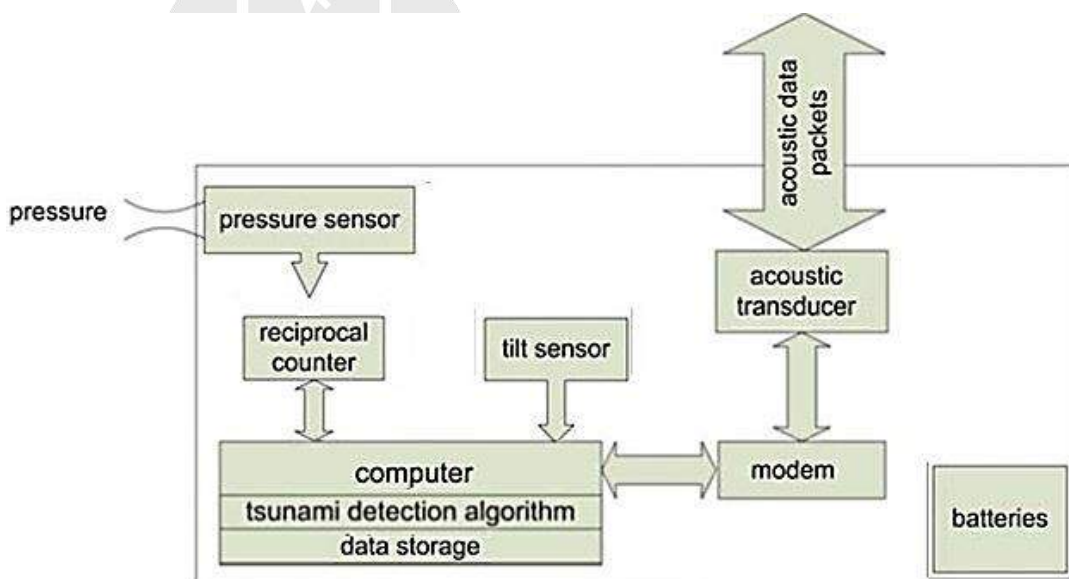 acoustic data
packets
pressure
pressure sensor
acoustic
transducer
reciprocal
counter
tilt sensor
computer
modem
tsunami detection algorithm
data storage
batteries